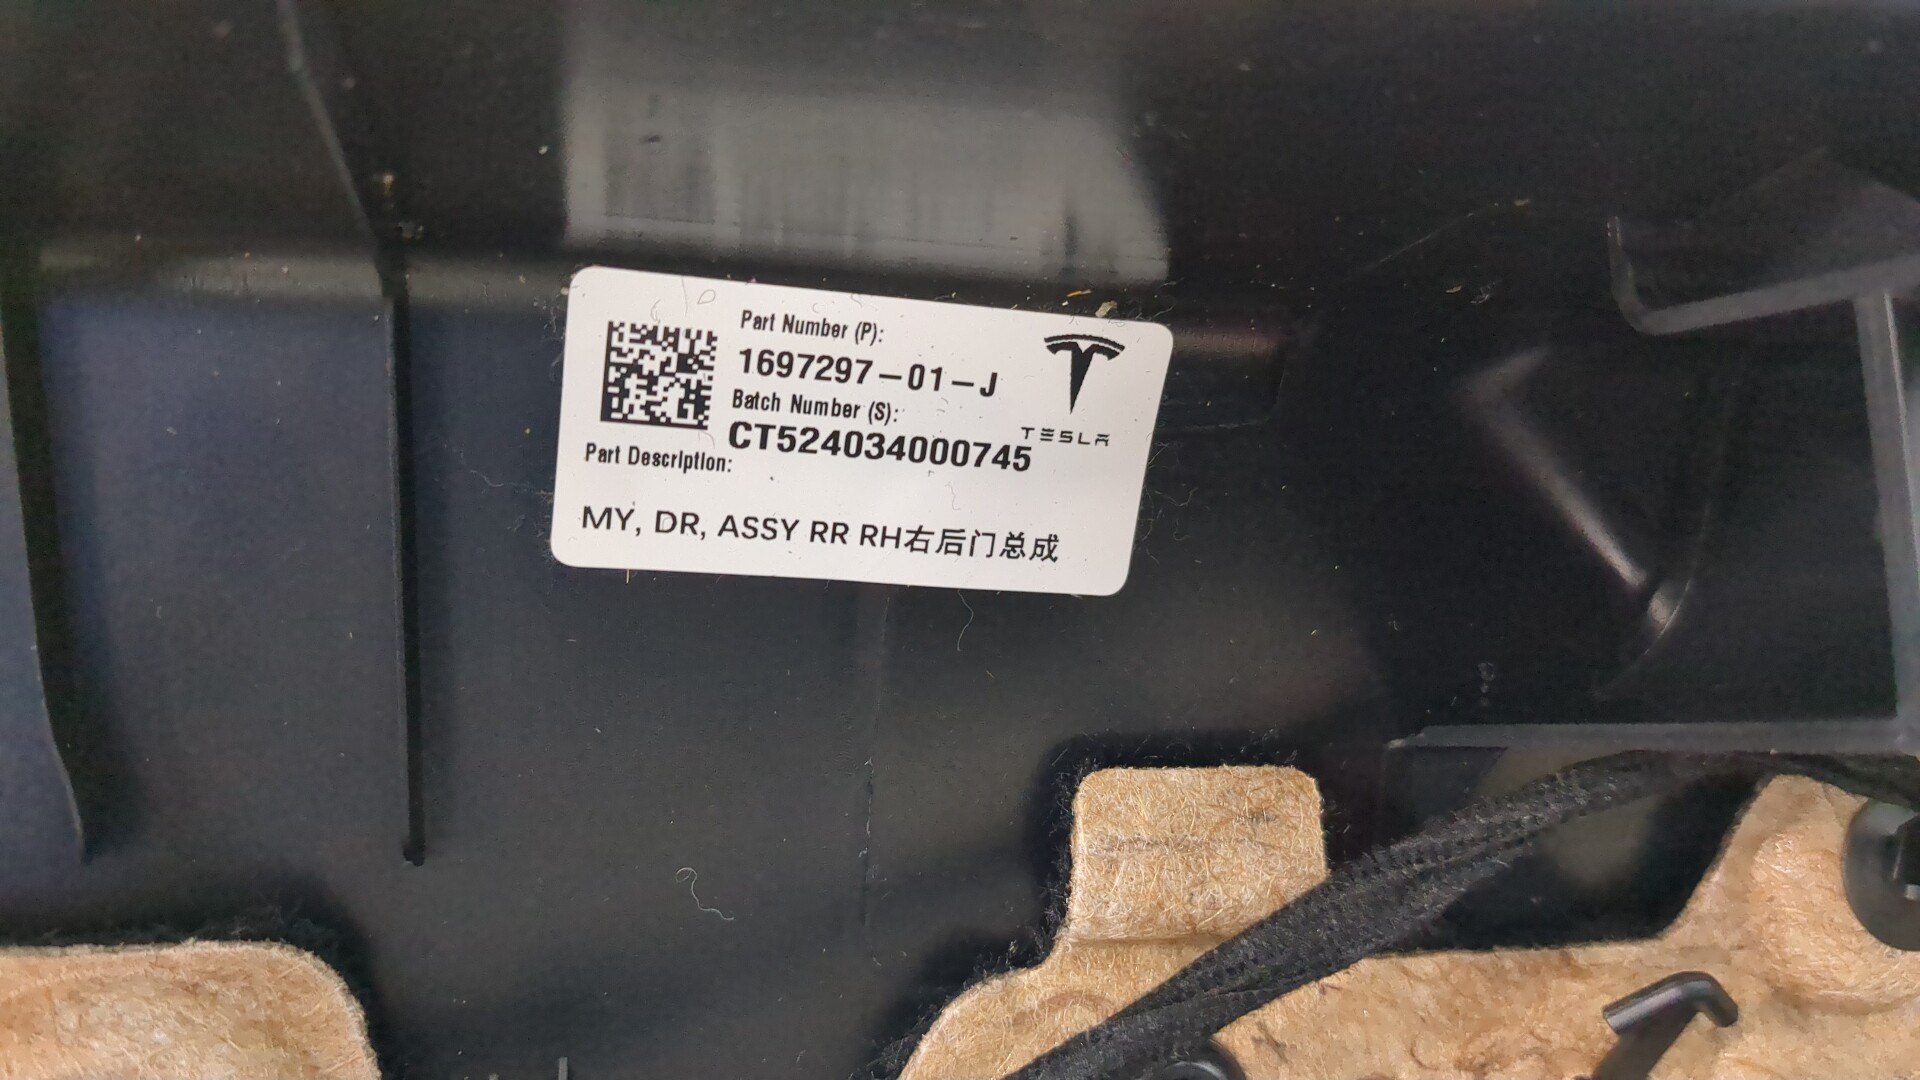 Part Number (P):
1697297-01-J
Batch Number (S):
CT524034000745
TESLA
Part Description:
MY, DR, ASSY RR RH右后门总成